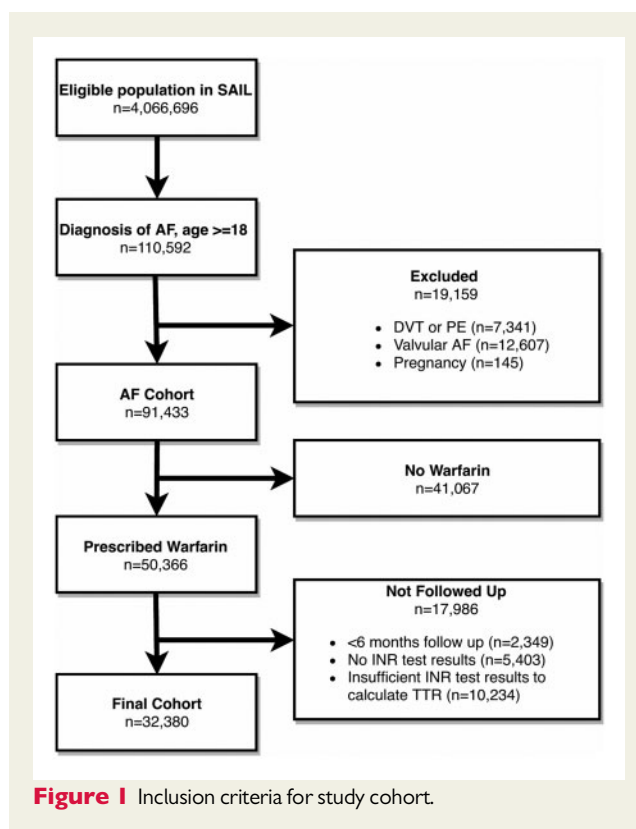 Eligible population in SAIL
n=4,066,696
Diagnosis of AF, age >=18
n=110,592
Excluded
n=19,159
• DVT or PE (n=7,341)
• Valvular AF (n=12,607)
• Pregnancy (n=145)
AF Cohort
n=91,433
No Warfarin
n=41,067
Prescribed Warfarin
n=50,366
Not Followed Up
n=17,986
• <6 months follow up (n=2,349)
• No INR test results (n=5,403)
• Insufficient INR test results to
calculate TTR (n=10,234)
Final Cohort
n=32,380
Figure 1 Inclusion criteria for study cohort.